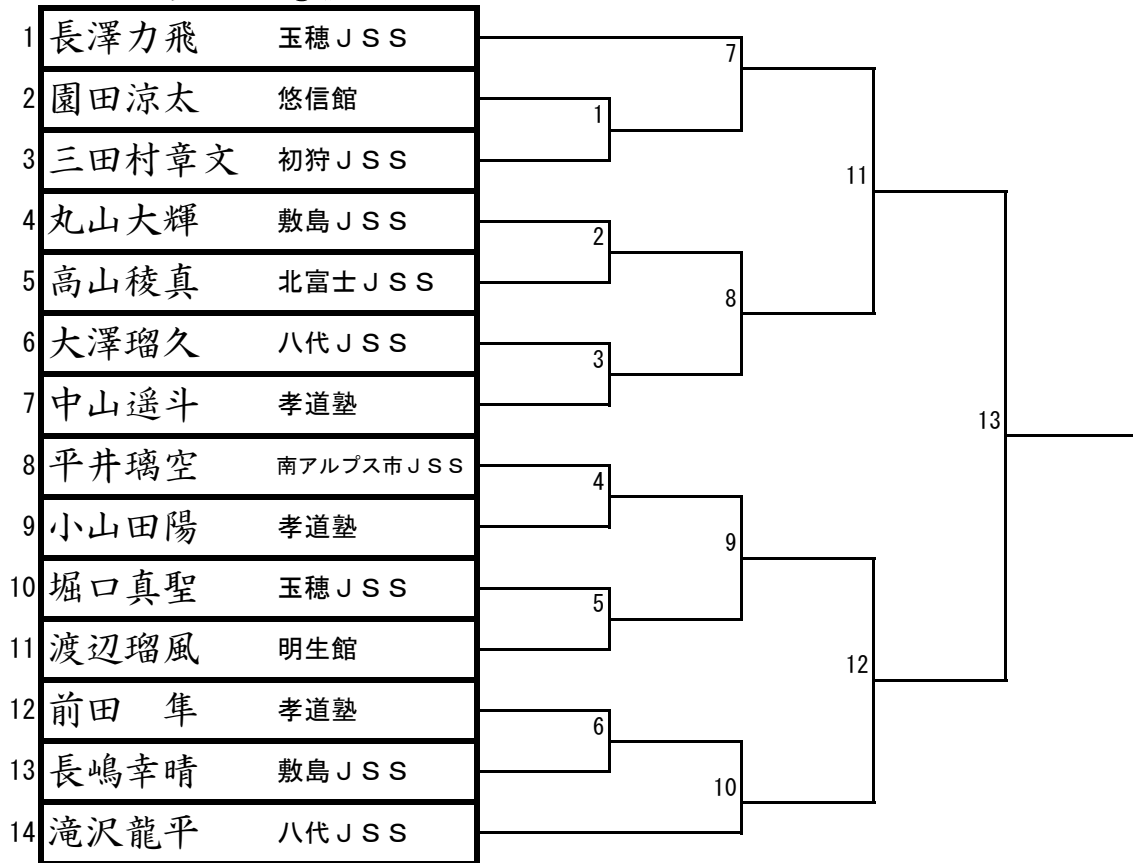 1 長澤力飛 玉穂ＪＳＳ
2 園田涼太 悠信館
3 三田村章文 初狩ＪＳＳ
4 丸山大輝 敷島ＪＳＳ
5 高山稜真 北富士ＪＳＳ
6 大澤瑠久 八代ＪＳＳ
7 中山遥斗 孝道塾
8 平井璃空 南アルプス市ＪＳＳ
9 小山田陽 孝道塾
10 堀口真聖 玉穂ＪＳＳ
11 渡辺瑠風 明生館
12 前田　隼 孝道塾
13 長嶋幸晴 敷島ＪＳＳ
14 滝沢龍平 八代ＪＳＳ
1
2
3
4
5
6
7
8
9
10
11
12
13